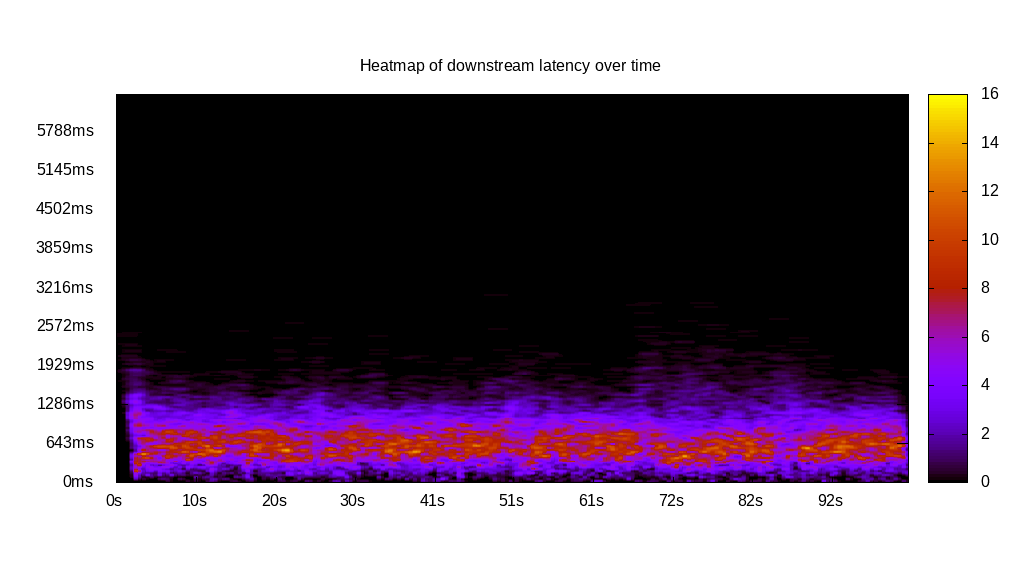 Heatmap of downstream latency over time
5788ms
5145ms
4502ms
3859ms
3216ms
2572ms
1929ms
1286ms
643ms
0ms
0s 10s 20s 30s 41s 51s 61s 72s 82s 92s
16
14
12
10
8
6
4
2
0